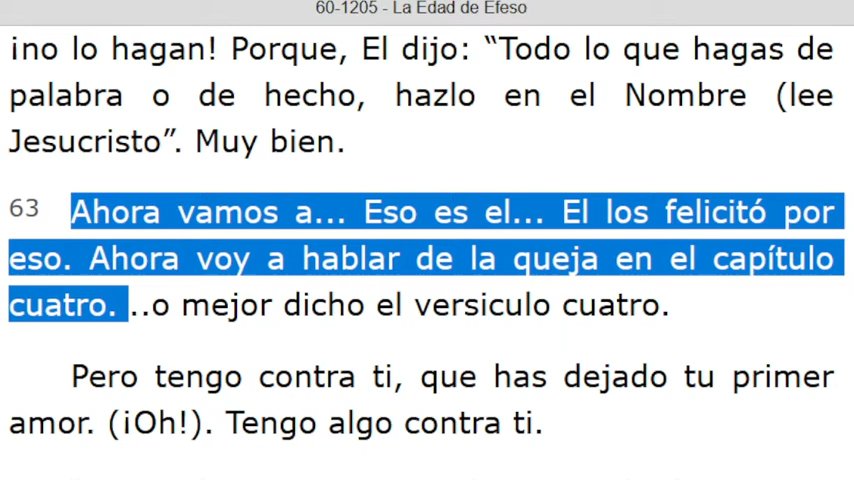 60-1205 - La Edad de Efeso
¡no lo hagan! Porque, El dijo: “Todo lo que hagas de
palabra o de hecho, hazlo en el Nombre (lee
Jesucristo”. Muy bien.
63 Ahora vamos a... Eso es el... El los felicitó por
eso. Ahora voy a hablar de la queja en el capítulo
cuatro. ..o mejor dicho el versiculo cuatro.
Pero tengo contra ti, que has dejado tu primer
amor. (¡Oh!). Tengo algo contra ti.